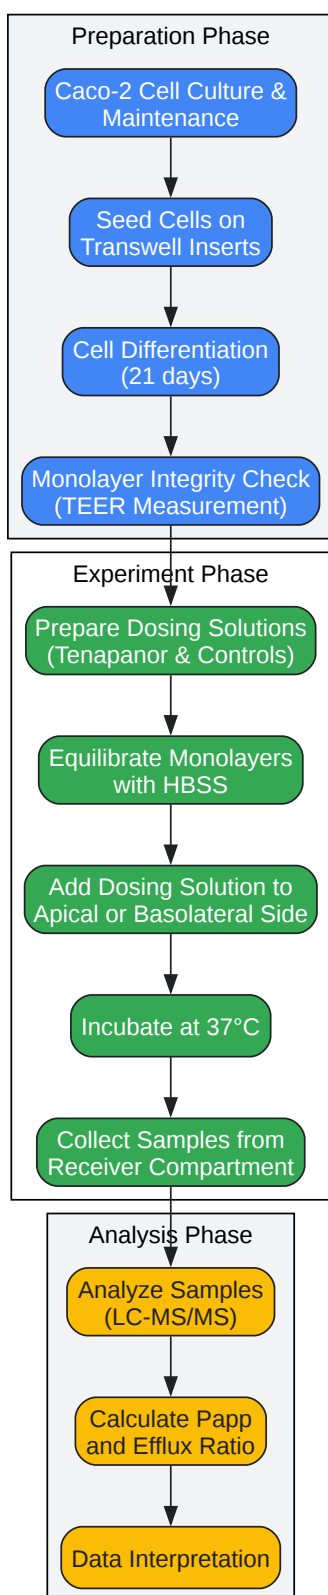 Preparation Phase
Caco-2 Cell Culture &
Maintenance
Seed Cells on
Transwell Inserts
Cell Differentiation
(21 days)
Monolayer Integrity Check
(TEER Measurement)
Experiment Phase
Prepare Dosing Solutions
(Tenapanor & Controls)
Equilibrate Monolayers
with HBSS
Add Dosing Solution to
Apical or Basolateral Side
Incubate at 37°C
Collect Samples from
Receiver Compartment
Analysis Phase
Analyze Samples
(LC-MS/MS)
Calculate Papp
and Efflux Ratio
Data Interpretation